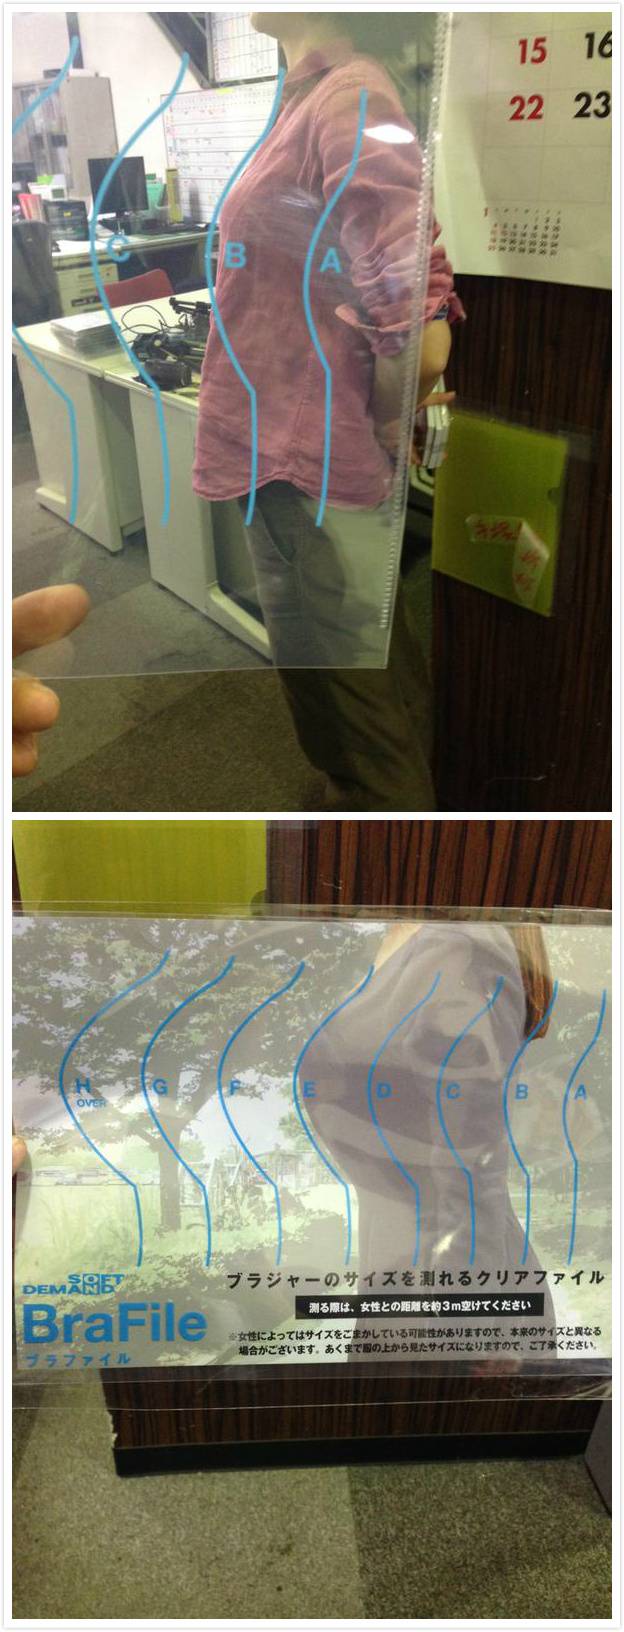 15 16
22 23
C B A
H G F E D C B A
OVER
SOFT
DEMAND
BraFile
ブラファイル
ブラジャーのサイズを測れるクリアファイル
測る際は、女性との距離を約3m空けてください
※女性によってはサイズをごまかしている可能性がありますので、本来のサイズと異なる
場合がございます。あくまで服の上から見たサイズになりますので、ご了承ください。